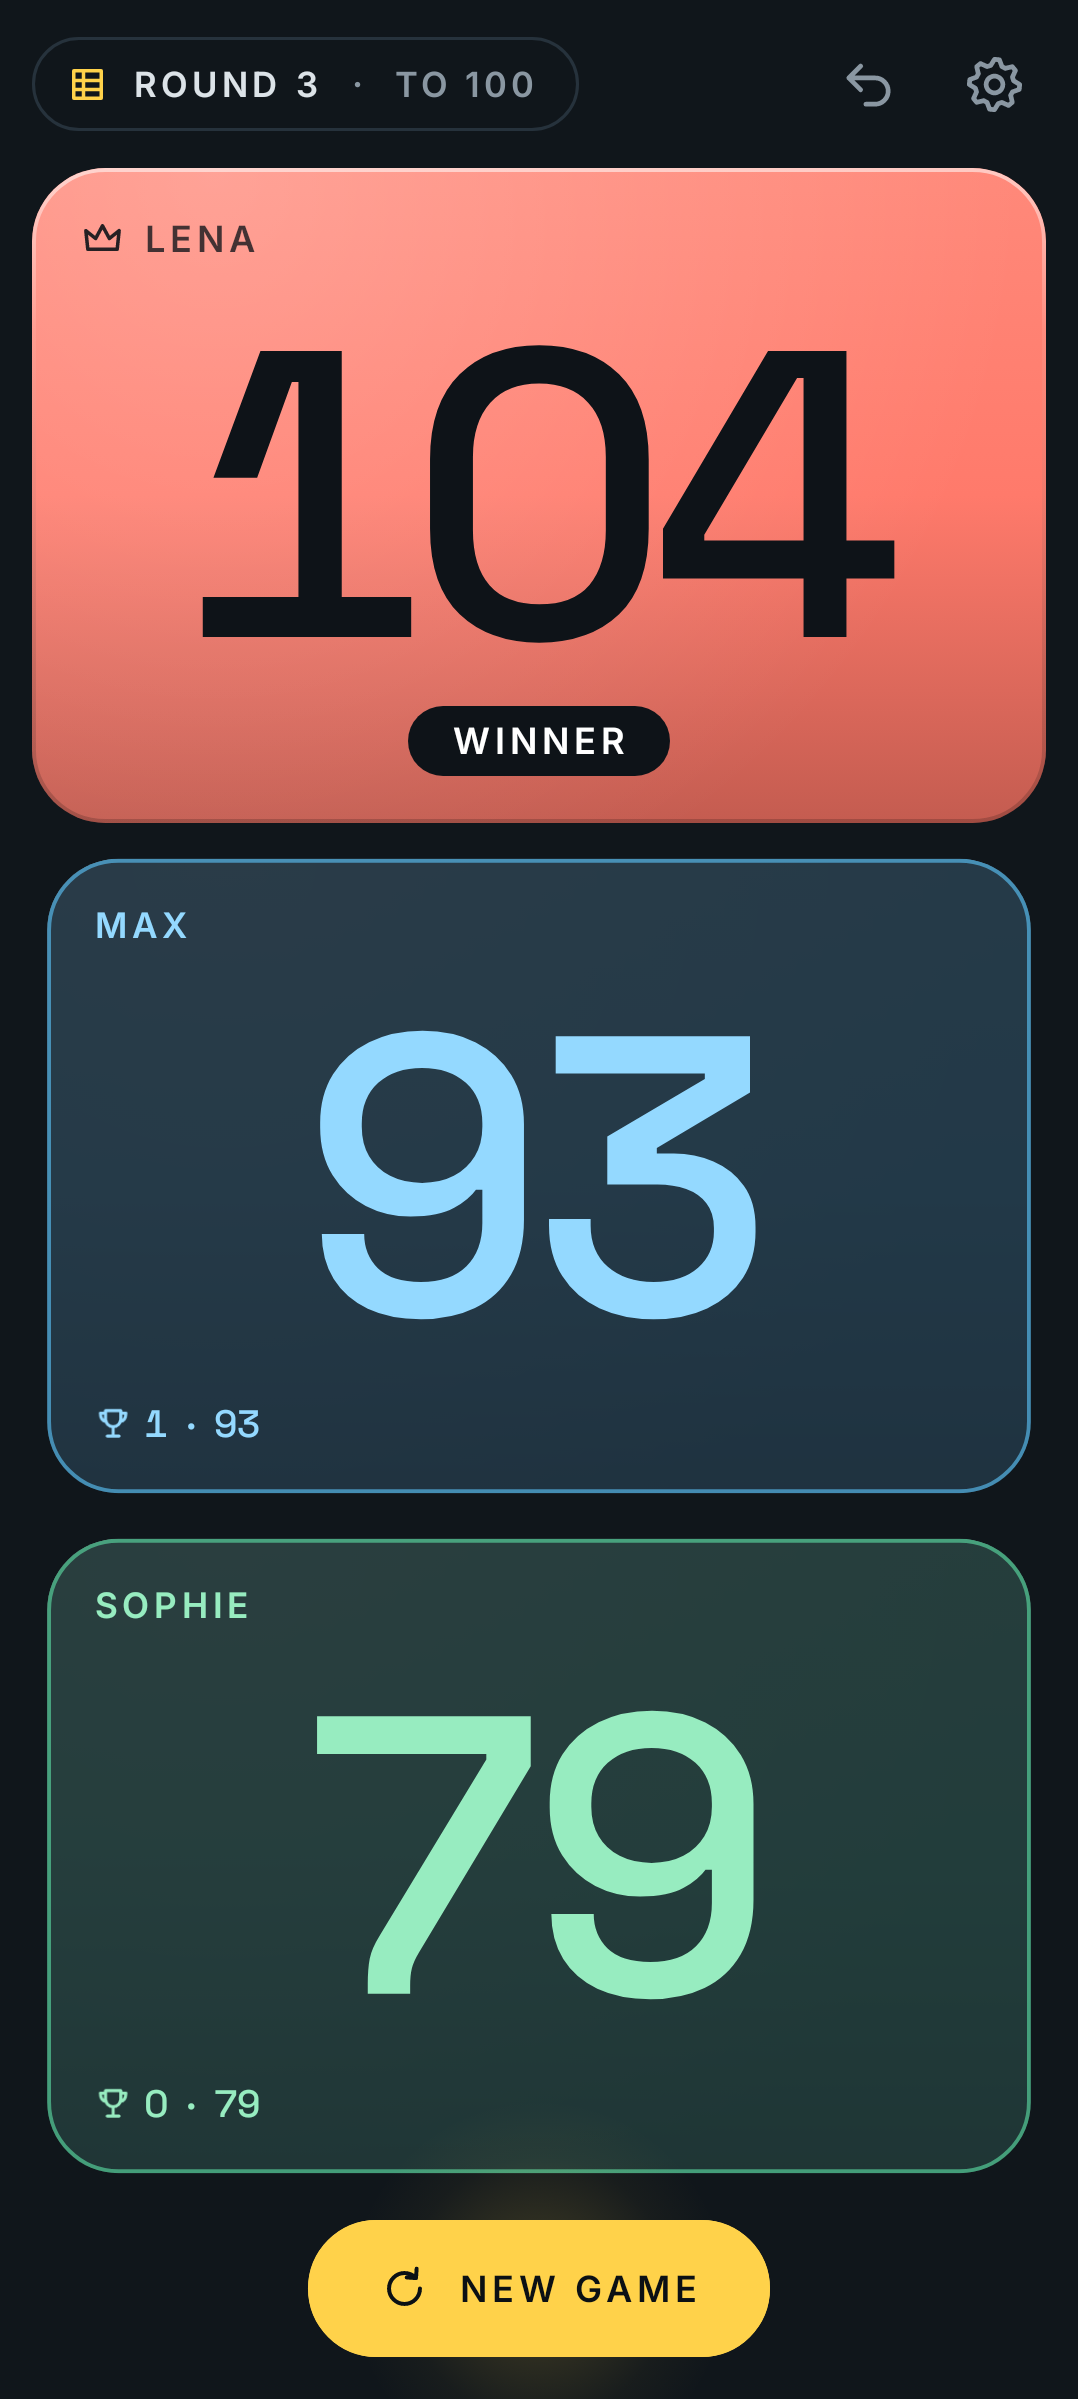 ROUND 3 · TO 100
LENA
104
WINNER
MAX
93
1 · 93
SOPHIE
79
0 · 79
NEW GAME